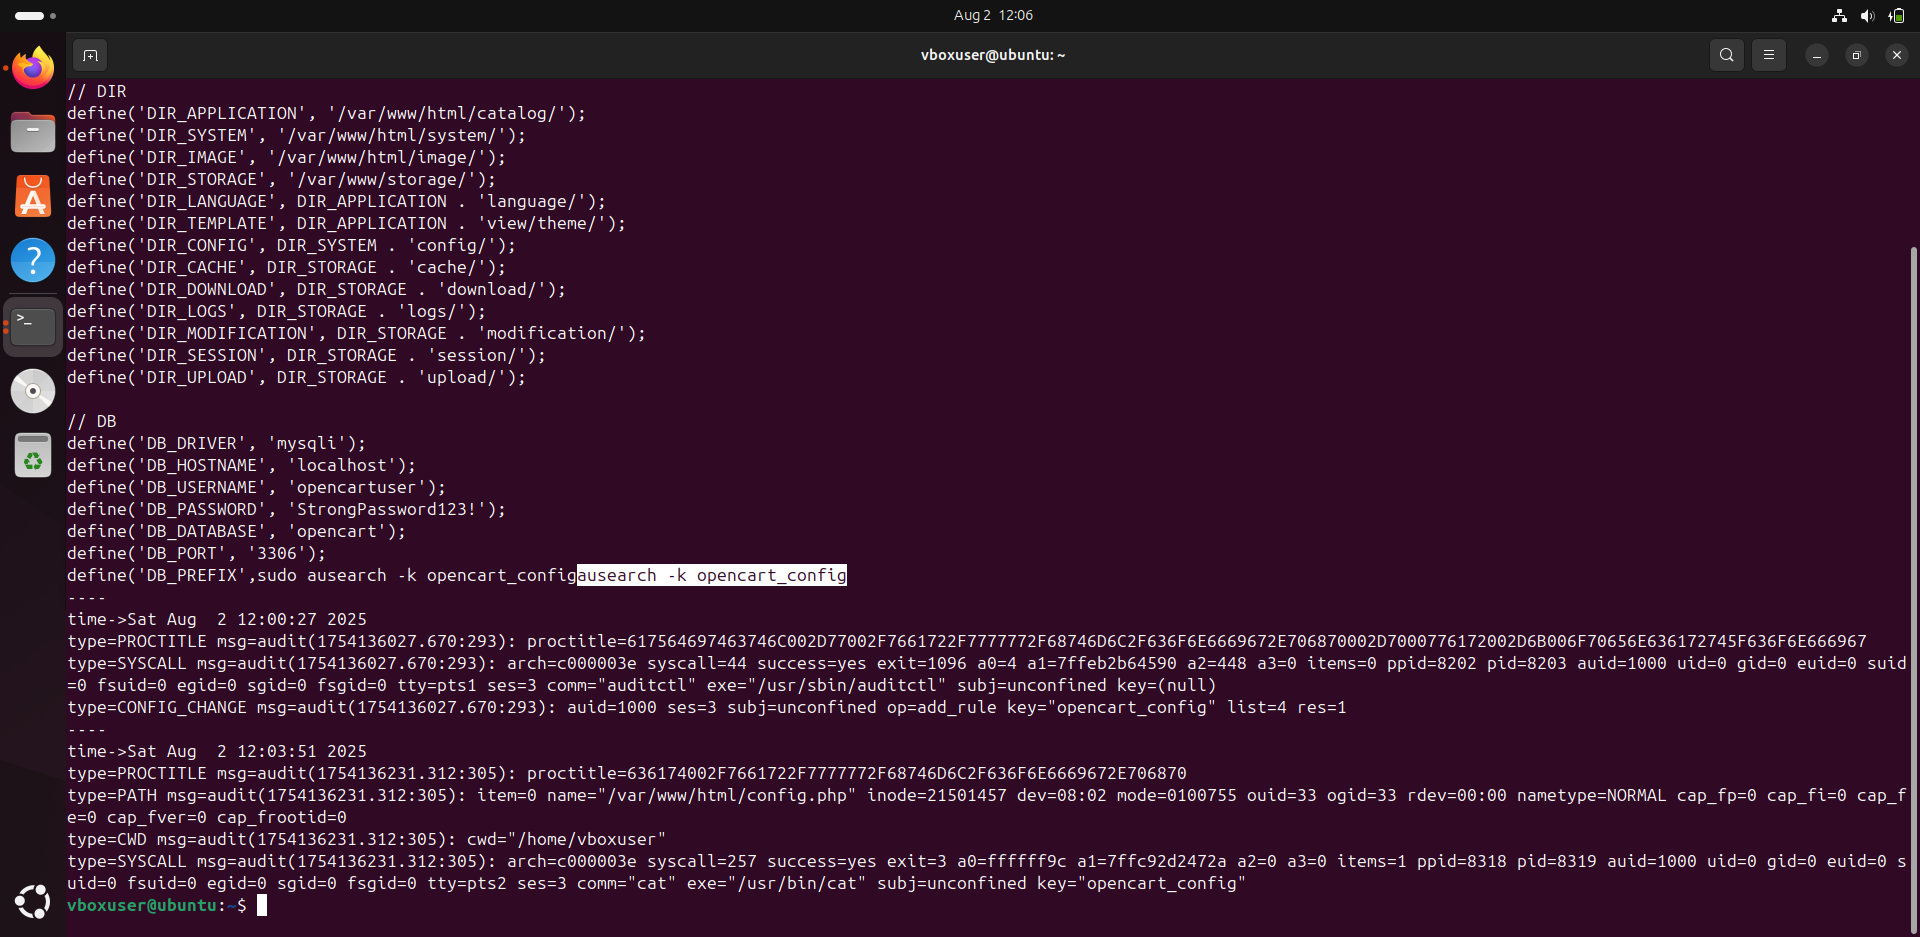 Aug 2 12:06
vboxuser@ubuntu: ~
// DIR
define('DIR_APPLICATION', '/var/www/html/catalog/');
define('DIR_SYSTEM', '/var/www/html/system/');
define('DIR_IMAGE', '/var/www/html/image/');
define('DIR_STORAGE', '/var/www/storage/');
define('DIR_LANGUAGE', DIR_APPLICATION . 'language/');
define('DIR_TEMPLATE', DIR_APPLICATION . 'view/theme/');
define('DIR_CONFIG', DIR_SYSTEM . 'config/');
define('DIR_CACHE', DIR_STORAGE . 'cache/');
define('DIR_DOWNLOAD', DIR_STORAGE . 'download/');
define('DIR_LOGS', DIR_STORAGE . 'logs/');
define('DIR_MODIFICATION', DIR_STORAGE . 'modification/');
define('DIR_SESSION', DIR_STORAGE . 'session/');
define('DIR_UPLOAD', DIR_STORAGE . 'upload/');
// DB
define('DB_DRIVER', 'mysqli');
define('DB_HOSTNAME', 'localhost');
define('DB_USERNAME', 'opencartuser');
define('DB_PASSWORD', 'StrongPassword123!');
define('DB_DATABASE', 'opencart');
define('DB_PORT', '3306');
define('DB_PREFIX',sudo ausearch -k opencart_configausearch -k opencart_config
----
time->Sat Aug  2 12:00:27 2025
type=PROCTITLE msg=audit(1754136027.670:293): proctitle=617564697463746C002D77002F7661722F7777772F68746D6C2F636F6E6669672E706870002D7000776172002D6B006F70656E636172745F636F6E666967
type=SYSCALL msg=audit(1754136027.670:293): arch=c000003e syscall=44 success=yes exit=1096 a0=4 a1=7ffeb2b64590 a2=448 a3=0 items=0 ppid=8202 pid=8203 auid=1000 uid=0 gid=0 euid=0 suid
=0 fsuid=0 egid=0 sgid=0 fsgid=0 tty=pts1 ses=3 comm="auditctl" exe="/usr/sbin/auditctl" subj=unconfined key=(null)
type=CONFIG_CHANGE msg=audit(1754136027.670:293): auid=1000 ses=3 subj=unconfined op=add_rule key="opencart_config" list=4 res=1
----
time->Sat Aug  2 12:03:51 2025
type=PROCTITLE msg=audit(1754136231.312:305): proctitle=636174002F7661722F7777772F68746D6C2F636F6E6669672E706870
type=PATH msg=audit(1754136231.312:305): item=0 name="/var/www/html/config.php" inode=21501457 dev=08:02 mode=0100755 ouid=33 ogid=33 rdev=00:00 nametype=NORMAL cap_fp=0 cap_fi=0 cap_f
e=0 cap_fver=0 cap_frootid=0
type=CWD msg=audit(1754136231.312:305): cwd="/home/vboxuser"
type=SYSCALL msg=audit(1754136231.312:305): arch=c000003e syscall=257 success=yes exit=3 a0=ffffff9c a1=7ffc92d2472a a2=0 a3=0 items=1 ppid=8318 pid=8319 auid=1000 uid=0 gid=0 euid=0 s
uid=0 fsuid=0 egid=0 sgid=0 fsgid=0 tty=pts2 ses=3 comm="cat" exe="/usr/bin/cat" subj=unconfined key="opencart_config"
vboxuser@ubuntu:~$